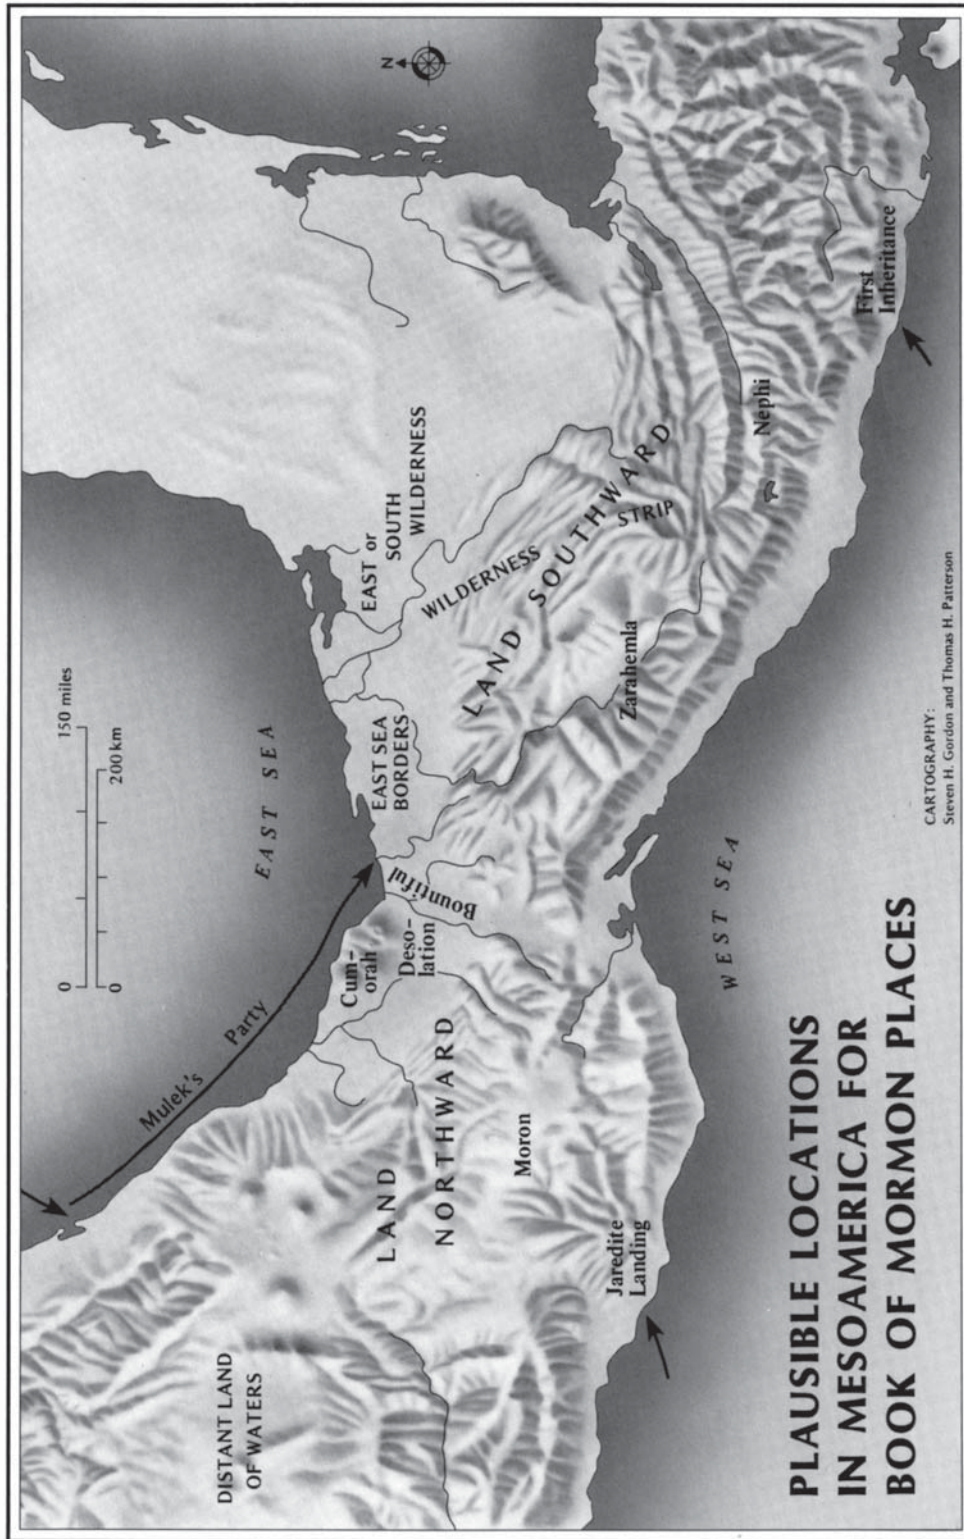 PLAUSIBLE LOCATIONS
IN MESOAMERICA FOR
BOOK OF MORMON PLACES
CARTOGRAPHY:
Steven H. Gordon and Thomas H. Patterson
N
0 150 miles
0 200 km
EAST SEA
WEST SEA
Mulek's Party
DISTANT LAND
OF WATERS
LAND
NORTHWARD
Moron
Jaredite
Landing
Cum-
orah
Deso-
lation
Bountiful
EAST SEA
BORDERS
EAST or
SOUTH
WILDERNESS
WILDERNESS
STRIP
LAND SOUTHWARD
Zarahemla
Nephi
First
Inheritance